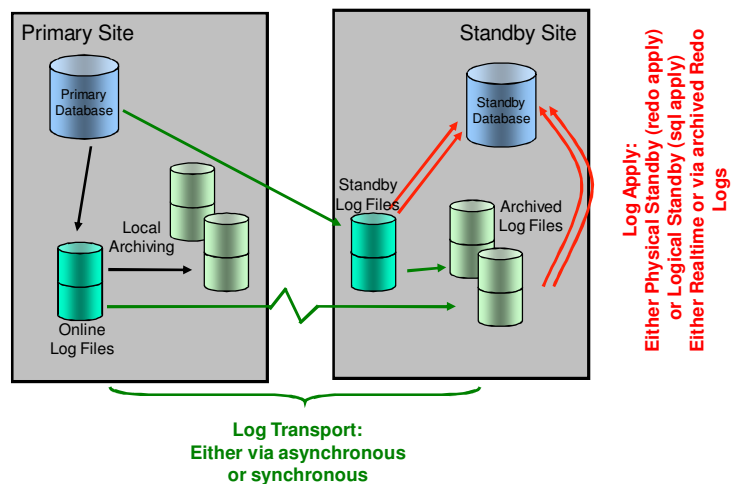 Primary Site
Primary
Database
Local
Archiving
Online
Log Files
Standby Site
Standby
Database
Standby
Log Files
Archived
Log Files
Log Transport:
Either via asynchronous
or synchronous
Log Apply:
Either Physical Standby (redo apply)
or Logical Standby (sql apply)
Either Realtime or via archived Redo
Logs